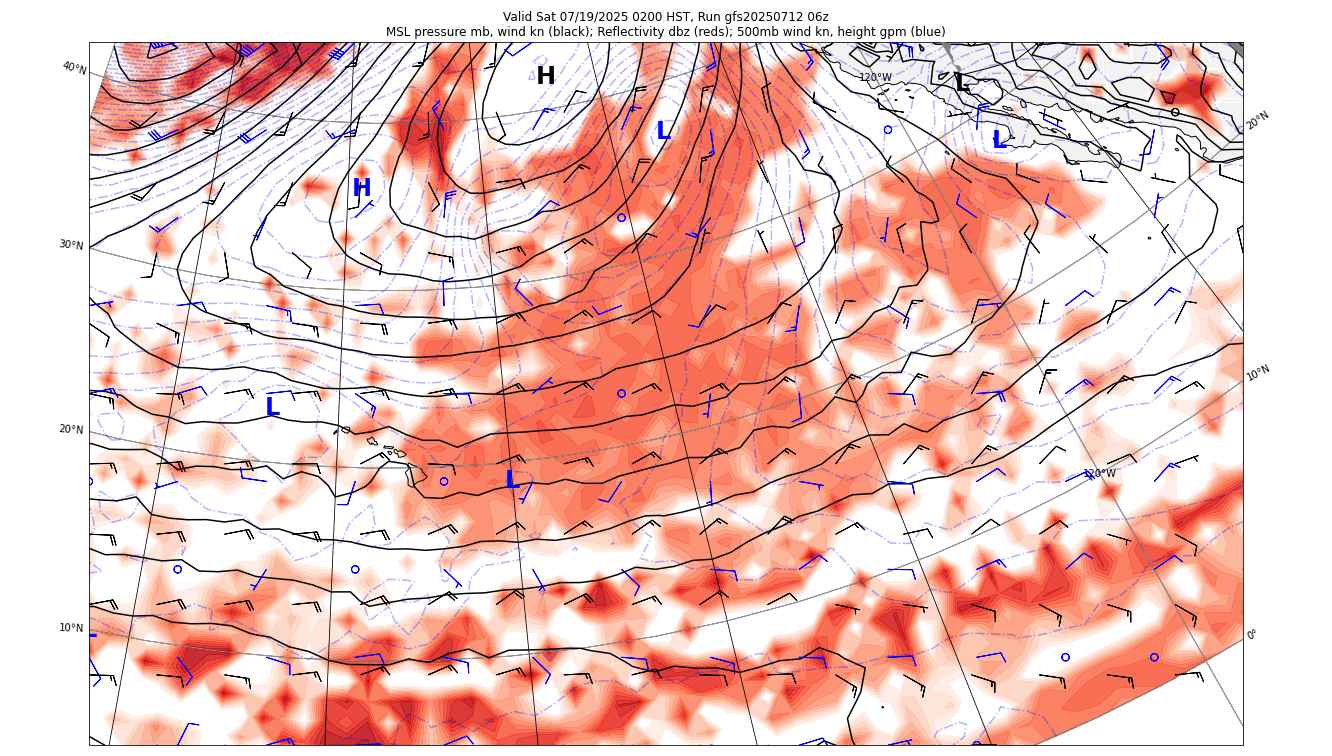 Valid Sat 07/19/2025 0200 HST, Run gfs20250712 06z
MSL pressure mb, wind kn (black); Reflectivity dbz (reds); 500mb wind kn, height gpm (blue)
40°N
H
120°W
L
20°N
L
L
H
30°N
10°N
L
20°N
L
120°W
10°N
0°